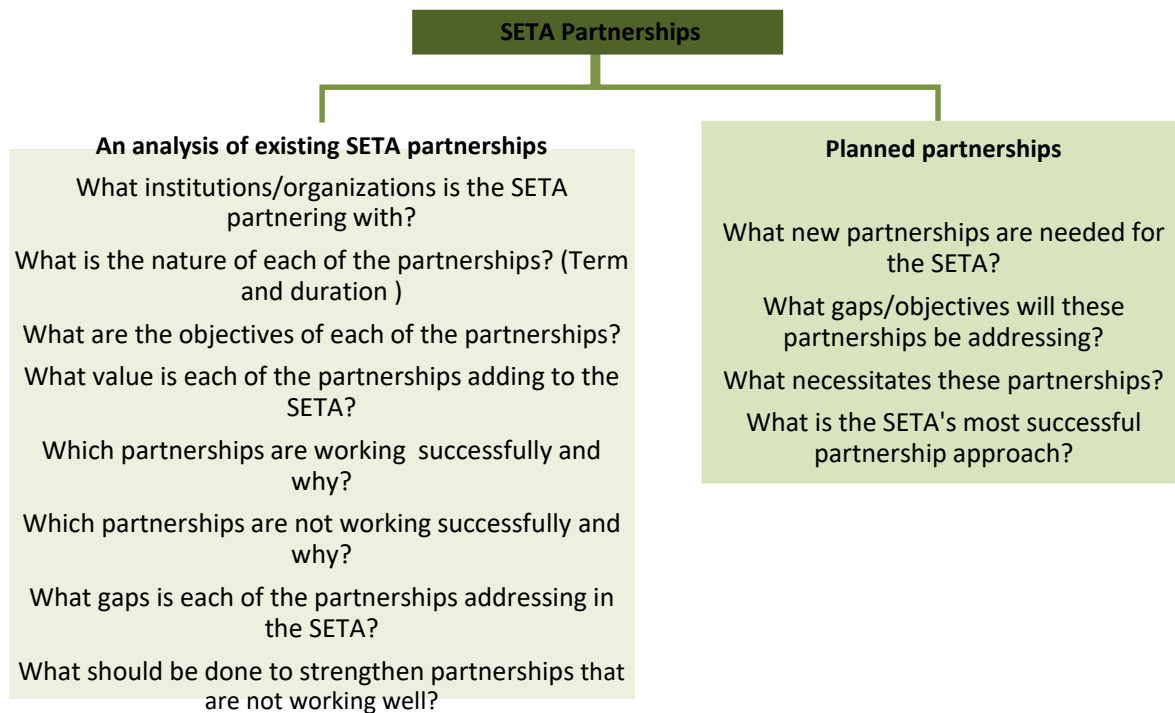 SETA Partnerships
An analysis of existing SETA partnerships
What institutions/organizations is the SETA
partnering with?
What is the nature of each of the partnerships? (Term
and duration )
What are the objectives of each of the partnerships?
What value is each of the partnerships adding to the
SETA?
Which partnerships are working  successfully and
why?
Which partnerships are not working successfully and
why?
What gaps is each of the partnerships addressing in
the SETA?
What should be done to strengthen partnerships that
are not working well?
Planned partnerships
What new partnerships are needed for
the SETA?
What gaps/objectives will these
partnerships be addressing?
What necessitates these partnerships?
What is the SETA's most successful
partnership approach?